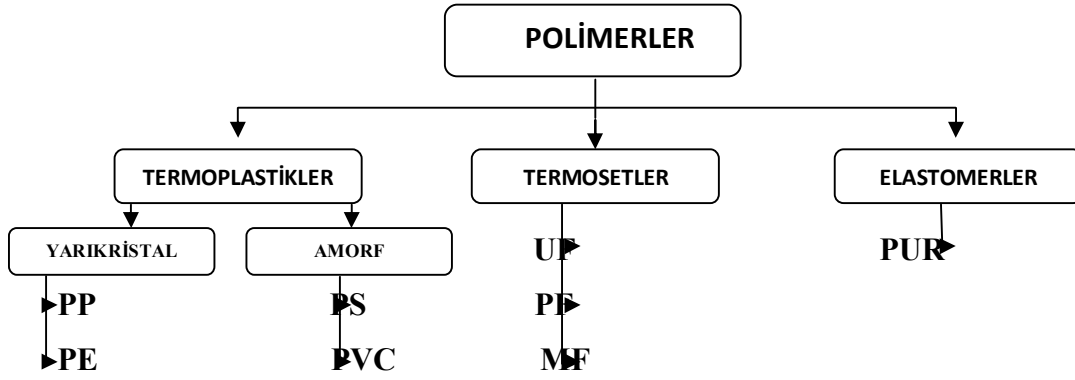 POLİMERLER
TERMOPLASTİKLER TERMOSETLER ELASTOMERLER
YARIKRİSTAL AMORF UF PUR
PP PS PF
PE PVC MF